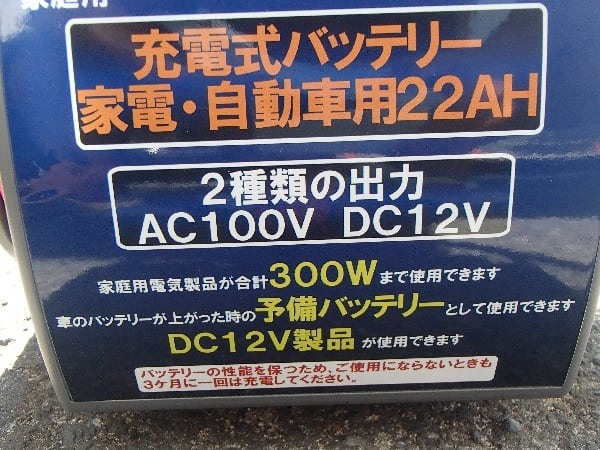 家庭用
充電式バッテリー
家電・自動車用22AH
2種類の出力
AC100V DC12V
家庭用電気製品が合計300Wまで使用できます
車のバッテリーが上がった時の予備バッテリーとして使用できます
DC12V製品が使用できます
バッテリーの性能を保つため、ご使用にならないときも
3ケ月に一回は充電してください。